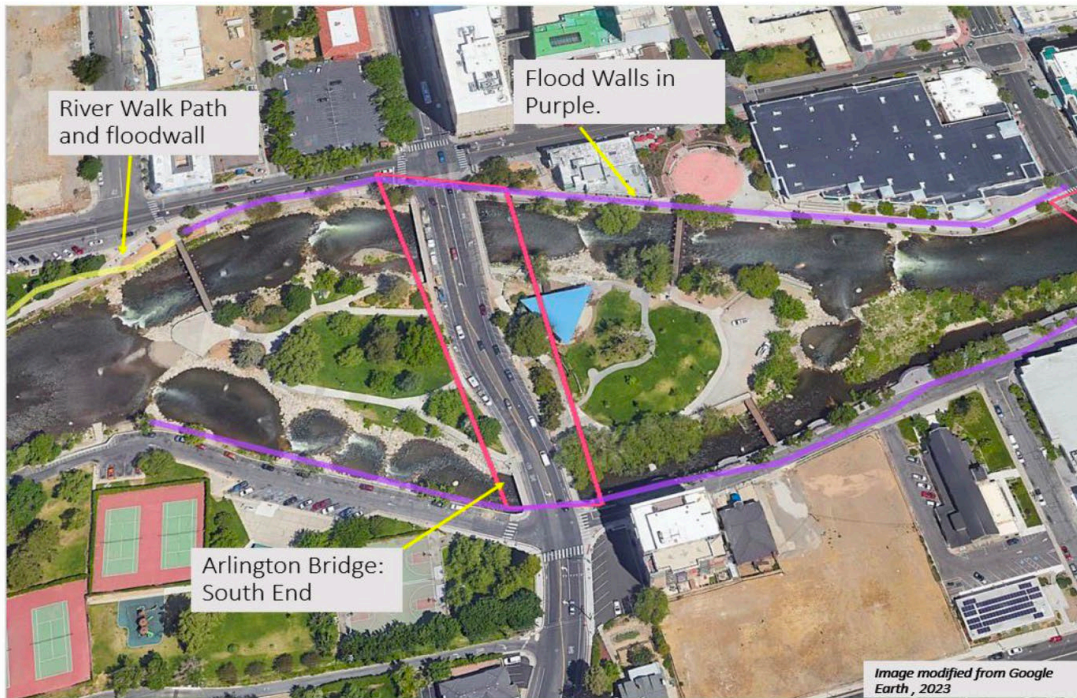 River Walk Path
and floodwall
Flood Walls in
Purple.
Arlington Bridge:
South End
Image modified from Google
Earth , 2023